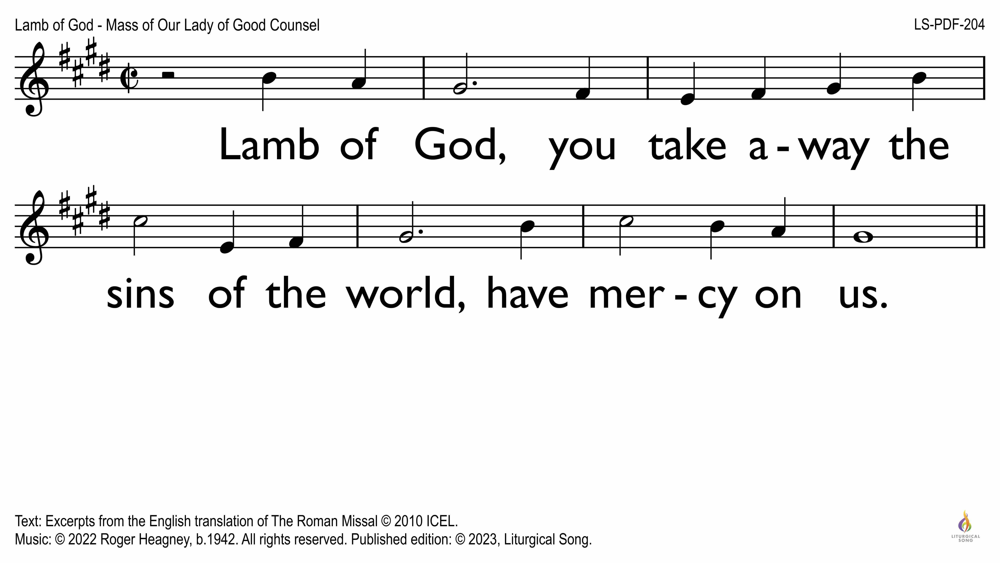 Lamb of God - Mass of Our Lady of Good Counsel
LS-PDF-204
Lamb of God, you take a - way the
sins of the world, have mer - cy on us.
Text: Excerpts from the English translation of The Roman Missal © 2010 ICEL.
Music: © 2022 Roger Heagney, b.1942. All rights reserved. Published edition: © 2023, Liturgical Song.
LITURGICAL
SONG